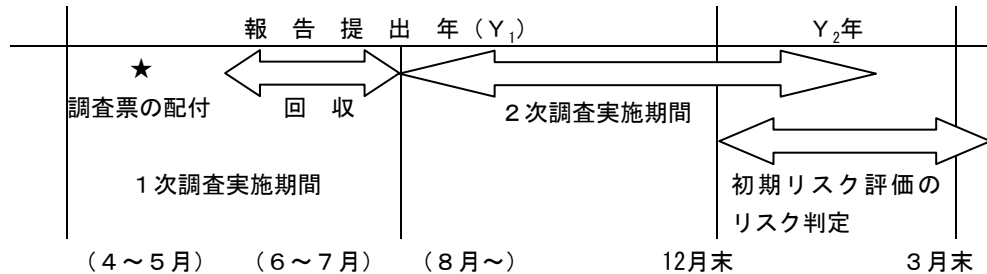 報告提出年(Y₁)
Y₂年
★
調査票の配付
回収
2次調査実施期間
1次調査実施期間
初期リスク評価の
リスク判定
(4~5月)
(6~7月)
(8月~)
12月末
3月末